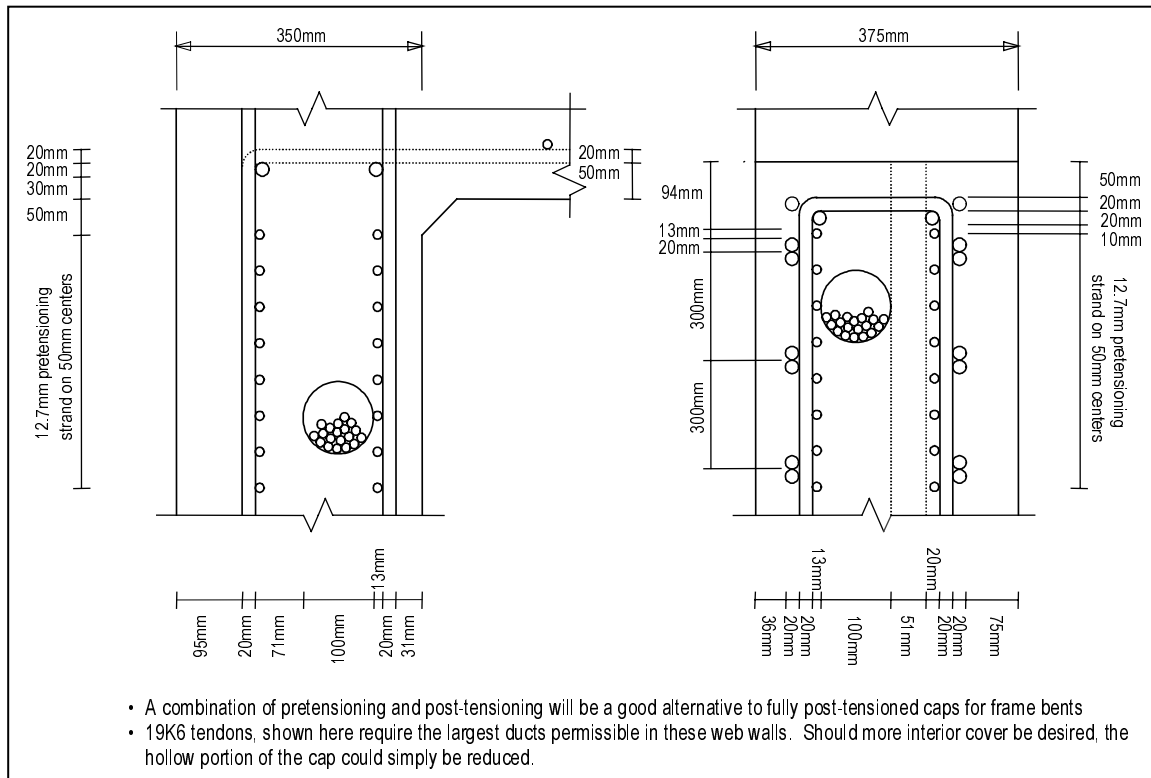 350mm
375mm
20mm
20mm
30mm
50mm
12.7mm pretensioning
strand on 50mm centers
20mm
50mm
94mm
13mm
20mm
300mm
300mm
50mm
20mm
20mm
10mm
12.7mm pretensioning
strand on 50mm centers
95mm
20mm
71mm
100mm
13mm
20mm
31mm
36mm
20mm
20mm
13mm
100mm
51mm
20mm
20mm
20mm
75mm
• A combination of pretensioning and post-tensioning will be a good alternative to fully post-tensioned caps for frame bents
• 19K6 tendons, shown here require the largest ducts permissible in these web walls. Should more interior cover be desired, the
hollow portion of the cap could simply be reduced.